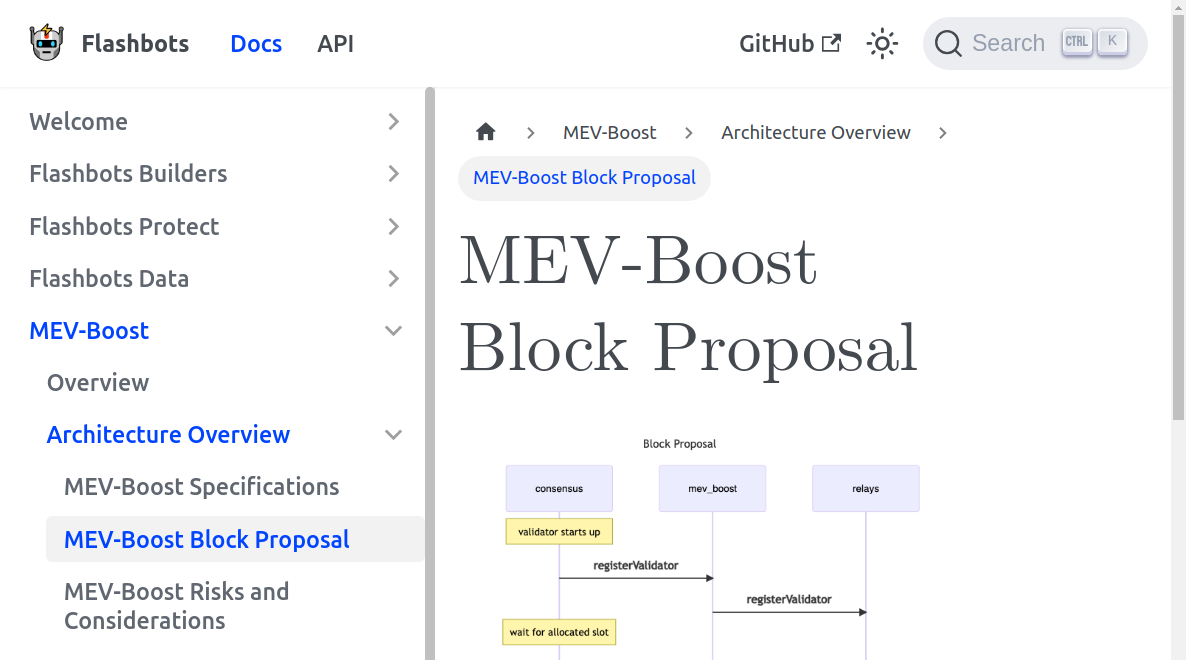 Flashbots Docs API GitHub Search CTRL K
Welcome
Flashbots Builders
Flashbots Protect
Flashbots Data
MEV-Boost
Overview
Architecture Overview
MEV-Boost Specifications
MEV-Boost Block Proposal
MEV-Boost Risks and
Considerations
MEV-Boost Architecture Overview
MEV-Boost Block Proposal
MEV-Boost
Block Proposal
Block Proposal
consensus mev_boost relays
validator starts up
registerValidator
registerValidator
wait for allocated slot